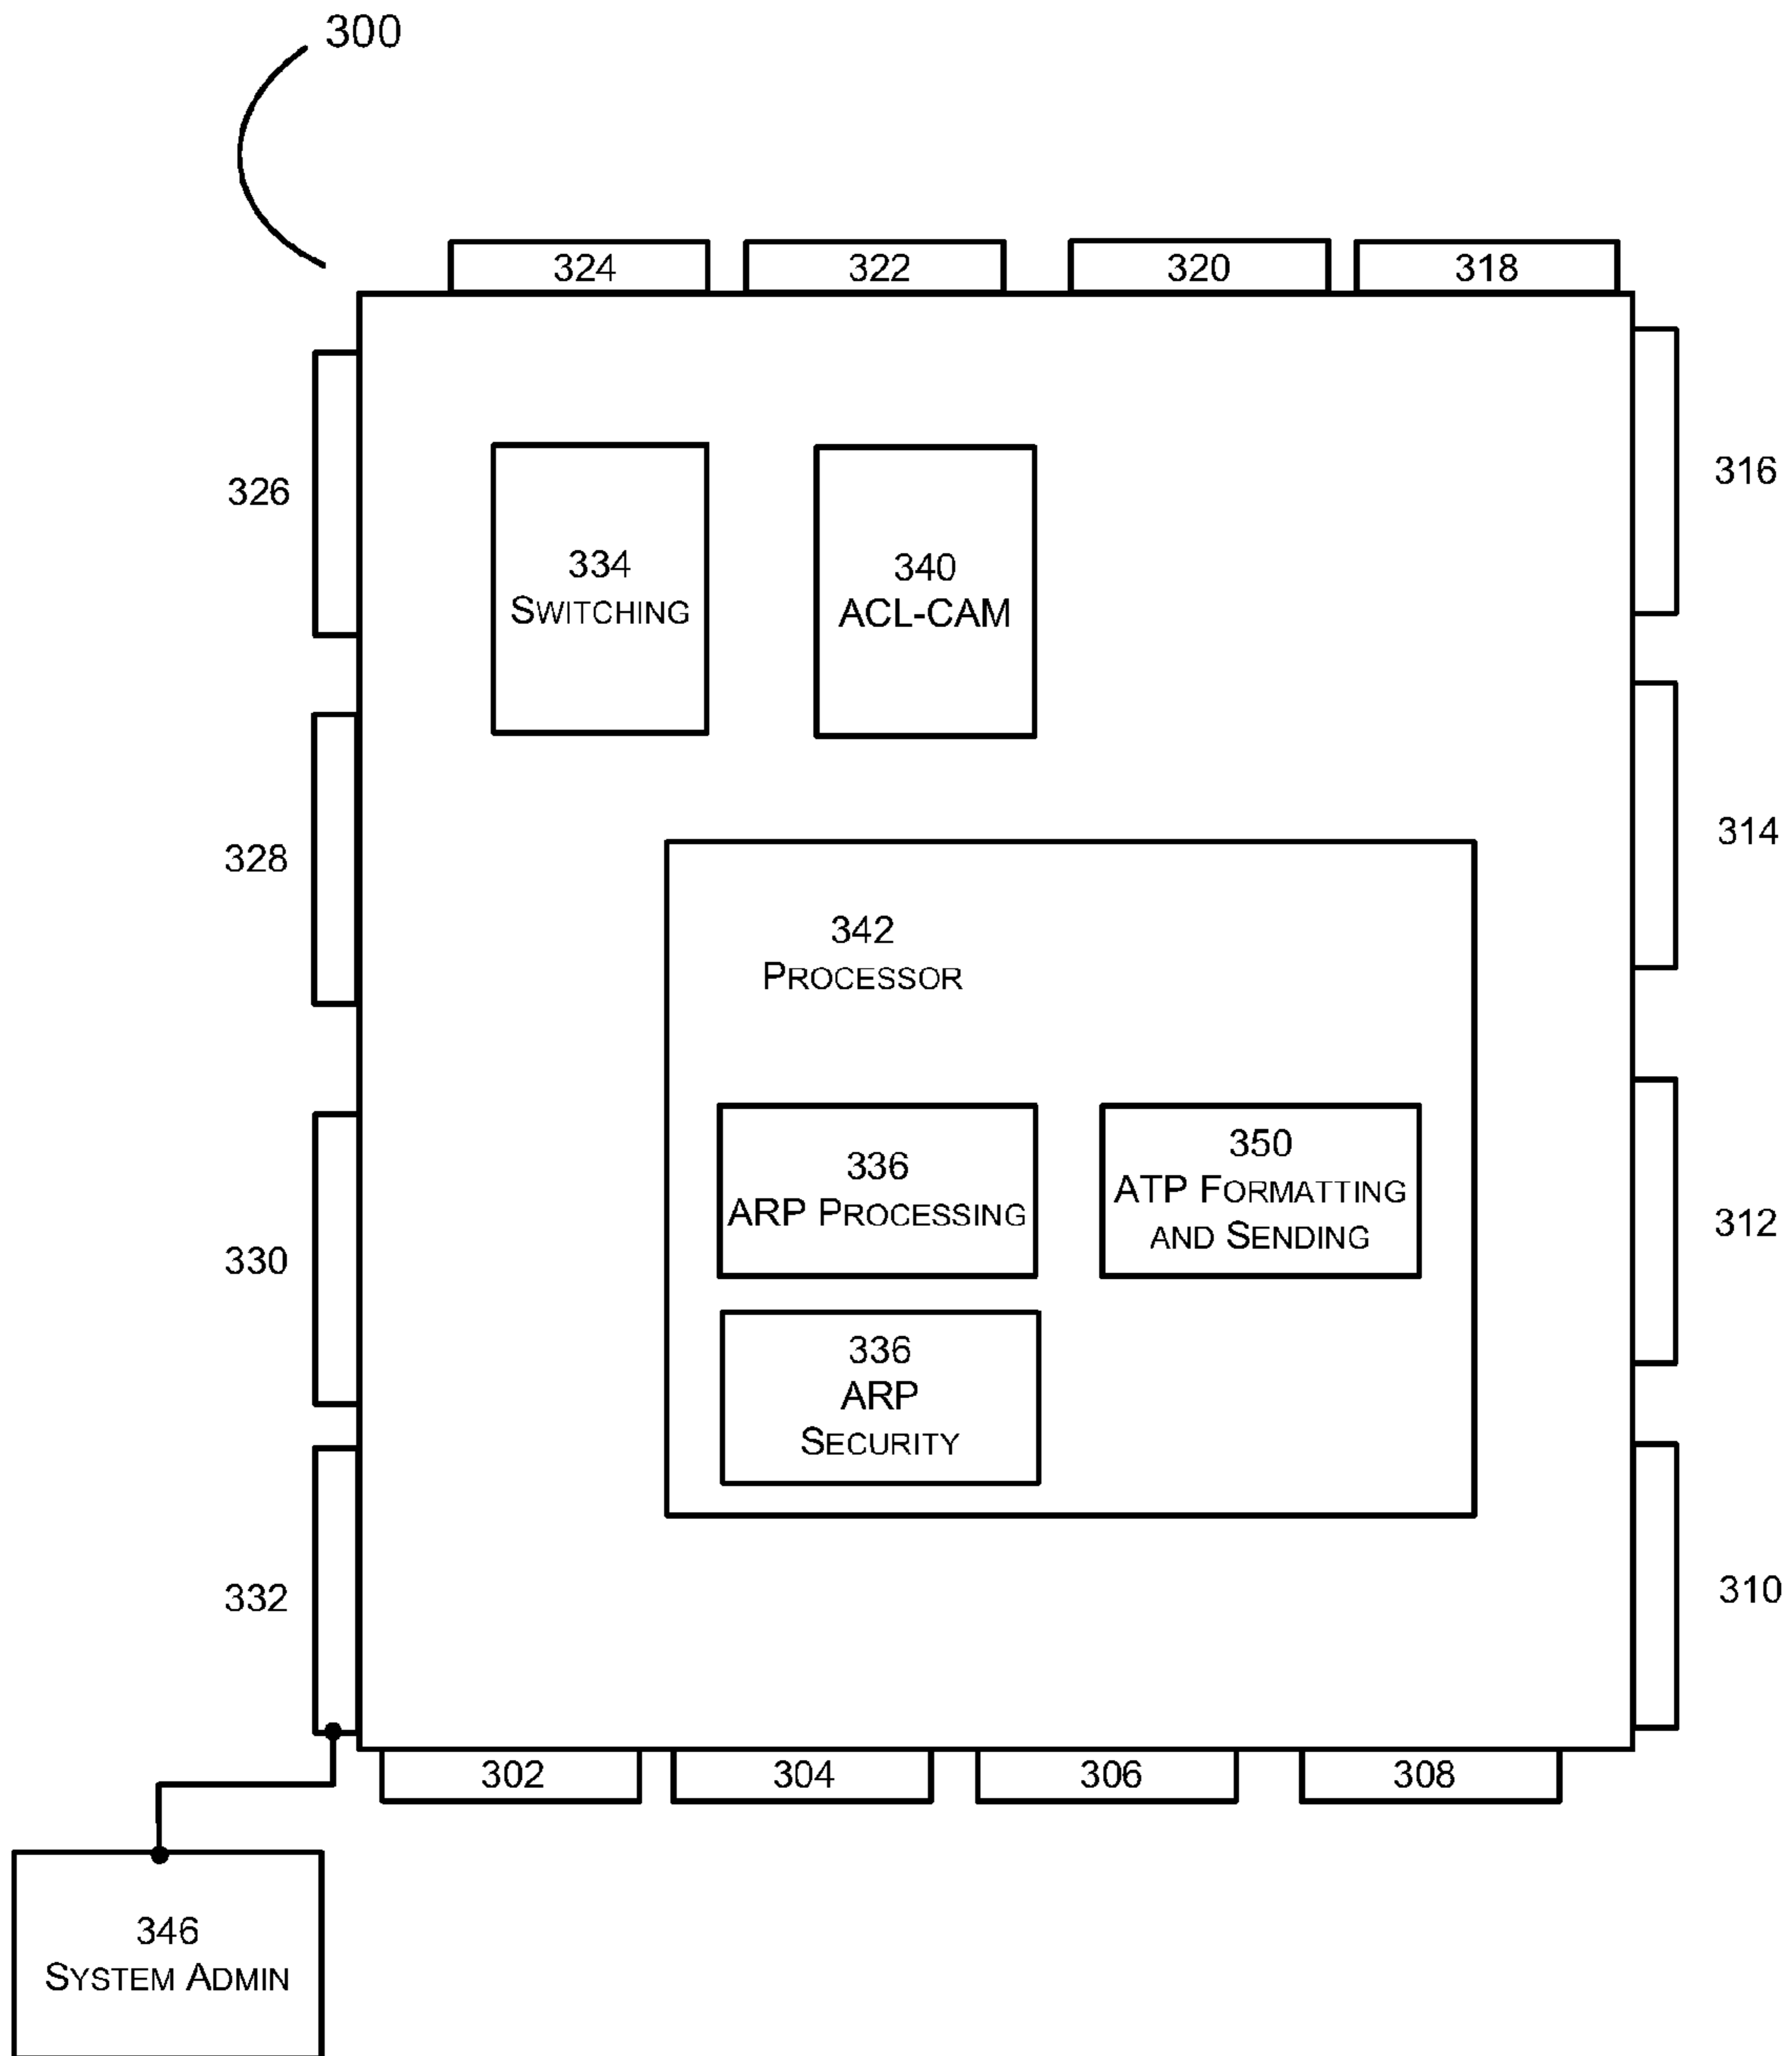 300
324
322
320
318
326
316
334
SWITCHING
340
ACL-CAM
328
314
342
PROCESSOR
336
ARP PROCESSING
350
ATP FORMATTING
AND SENDING
330
312
336
ARP
SECURITY
332
310
302
304
306
308
346
SYSTEM ADMIN